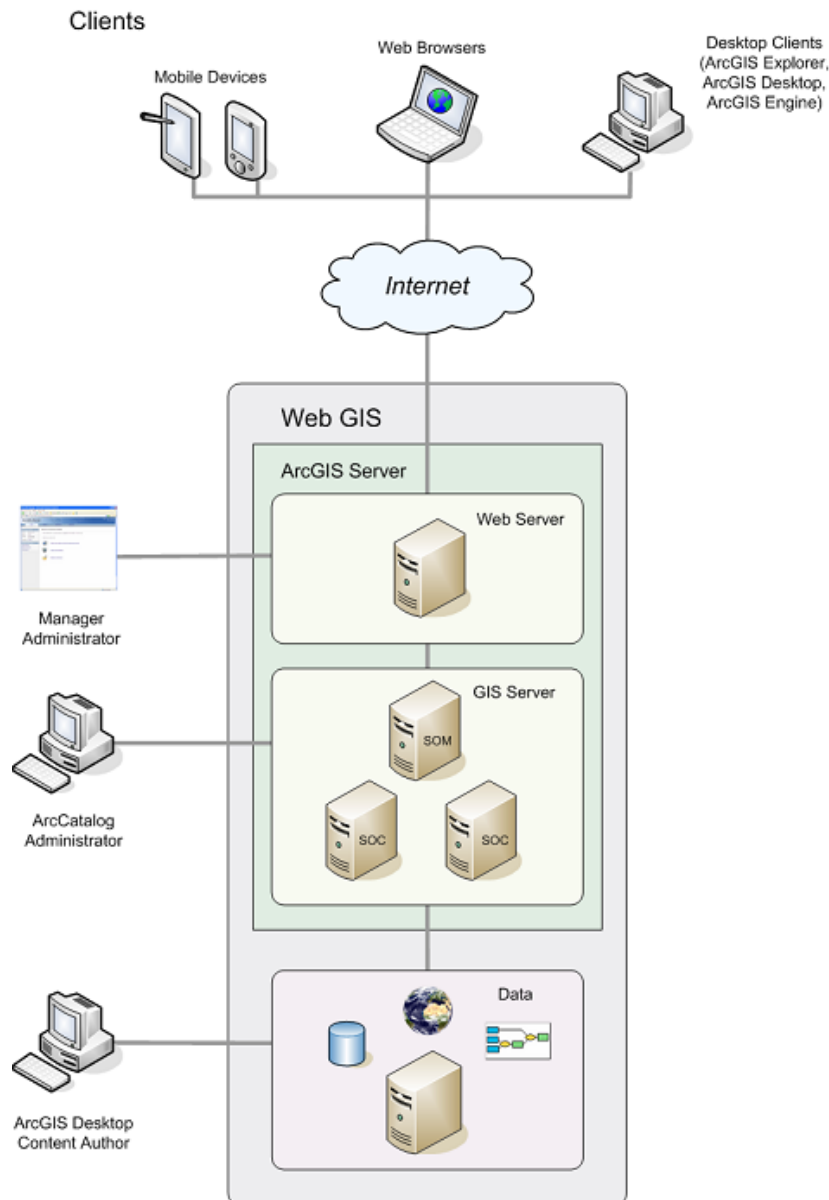 Clients
Mobile Devices
Web Browsers
Desktop Clients
(ArcGIS Explorer,
ArcGIS Desktop,
ArcGIS Engine)
Internet
Web GIS
ArcGIS Server
Web Server
Manager
Administrator
GIS Server
SOM
SOC
SOC
ArcCatalog
Administrator
Data
ArcGIS Desktop
Content Author